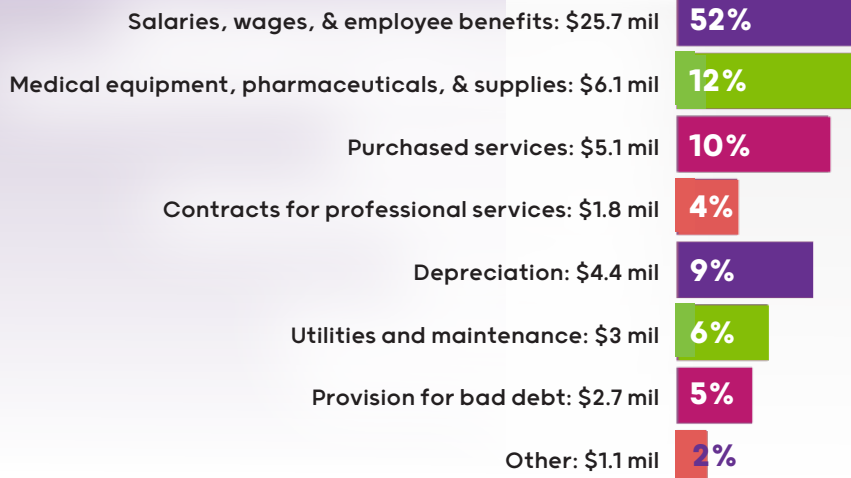 Salaries, wages, & employee benefits: $25.7 mil 52%
Medical equipment, pharmaceuticals, & supplies: $6.1 mil 12%
Purchased services: $5.1 mil 10%
Contracts for professional services: $1.8 mil 4%
Depreciation: $4.4 mil 9%
Utilities and maintenance: $3 mil 6%
Provision for bad debt: $2.7 mil 5%
Other: $1.1 mil 2%